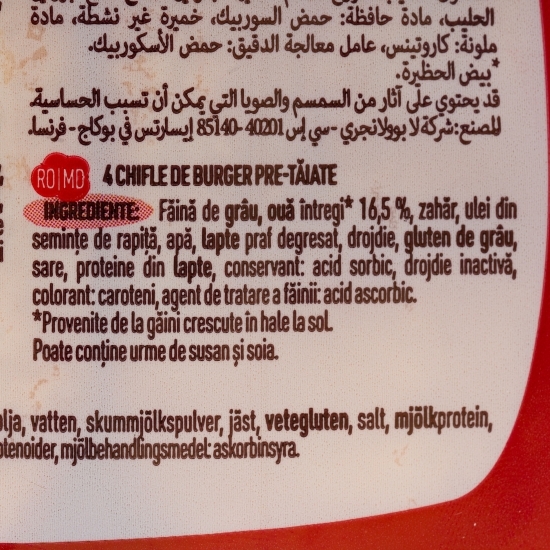 الحليب، مادة حافظة: حمض السوربيك، خميرة غير نشطة، مادة
ملونة: كاروتينس، عامل معالجة الدقيق: حمض الأسكوربيك.
*بيض الحظيرة.
قد يحتوي على آثار من السمسم والصويا التي يمكن أن تسبب الحساسية.
للمصنع: شركة لا بوولانجري -سي إس 40201-85140 إيسارتس في بوكاج - فرنسا.
RO|MD 4 CHIFLE DE BURGER PRE-TĂIATE
INGREDIENTE: Făină de grâu, ouă întregi* 16,5 %, zahăr, ulei din
semințe de rapiță, apă, lapte praf degresat, drojdie, gluten de grâu,
sare, proteine din lapte, conservant: acid sorbic, drojdie inactivă,
colorant: caroteni, agent de tratare a făinii: acid ascorbic.
*Provenite de la găini crescute în hale la sol.
Poate conține urme de susan și soia.
olja, vatten, skummjölkspulver, jäst, vetegluten, salt, mjölkprotein,
otenoider, mjölbehandlingsmedel: askorbinsyra.